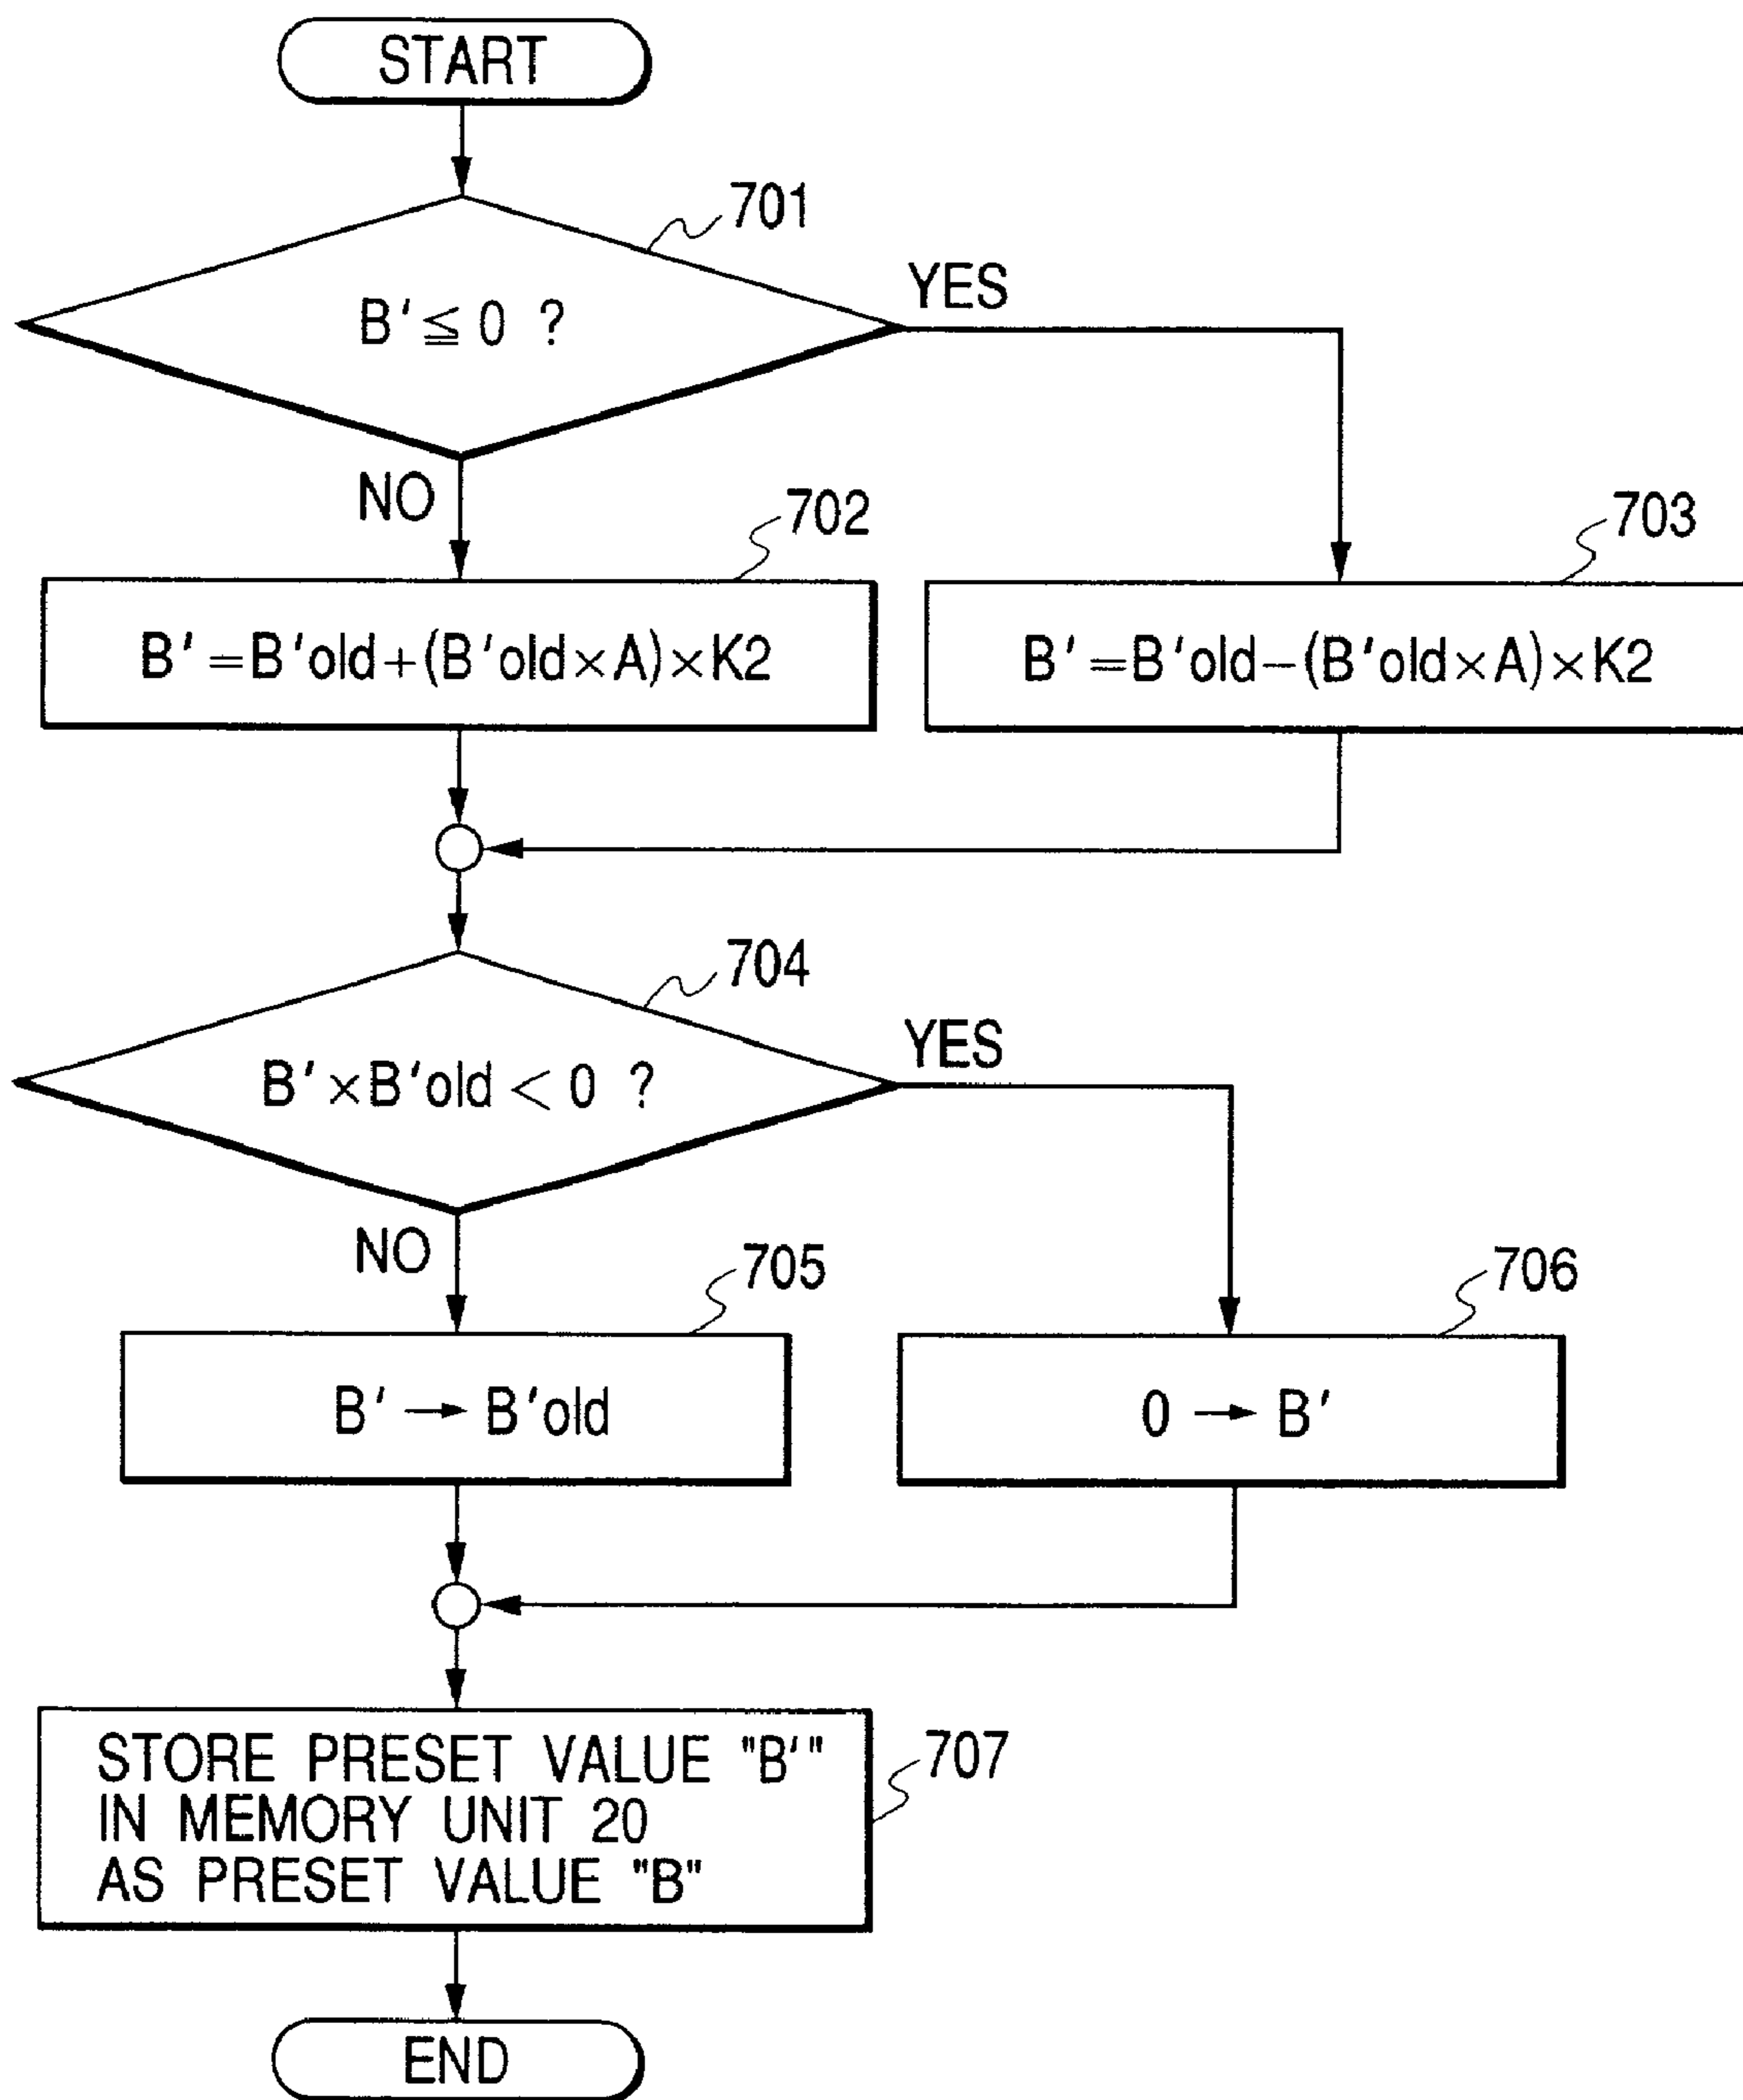 START
701
B' ≦ 0 ?
YES
NO
702
703
B' =B'old+(B'old×A)×K2
B' =B'old−(B'old×A)×K2
704
B' ×B'old < 0 ?
YES
NO
705
706
B' → B'old
0 → B'
STORE PRESET VALUE "B'"
IN MEMORY UNIT 20
AS PRESET VALUE "B"
707
END